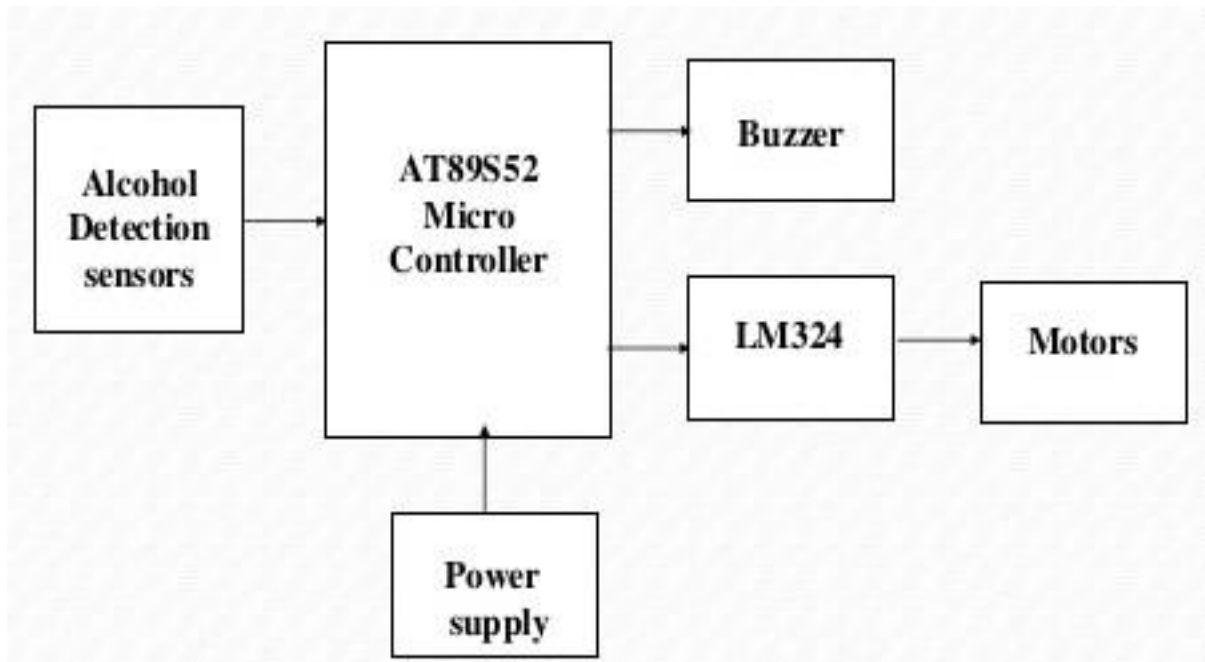 Alcohol
Detection
sensors
AT89S52
Micro
Controller
Buzzer
LM324
Motors
Power
supply